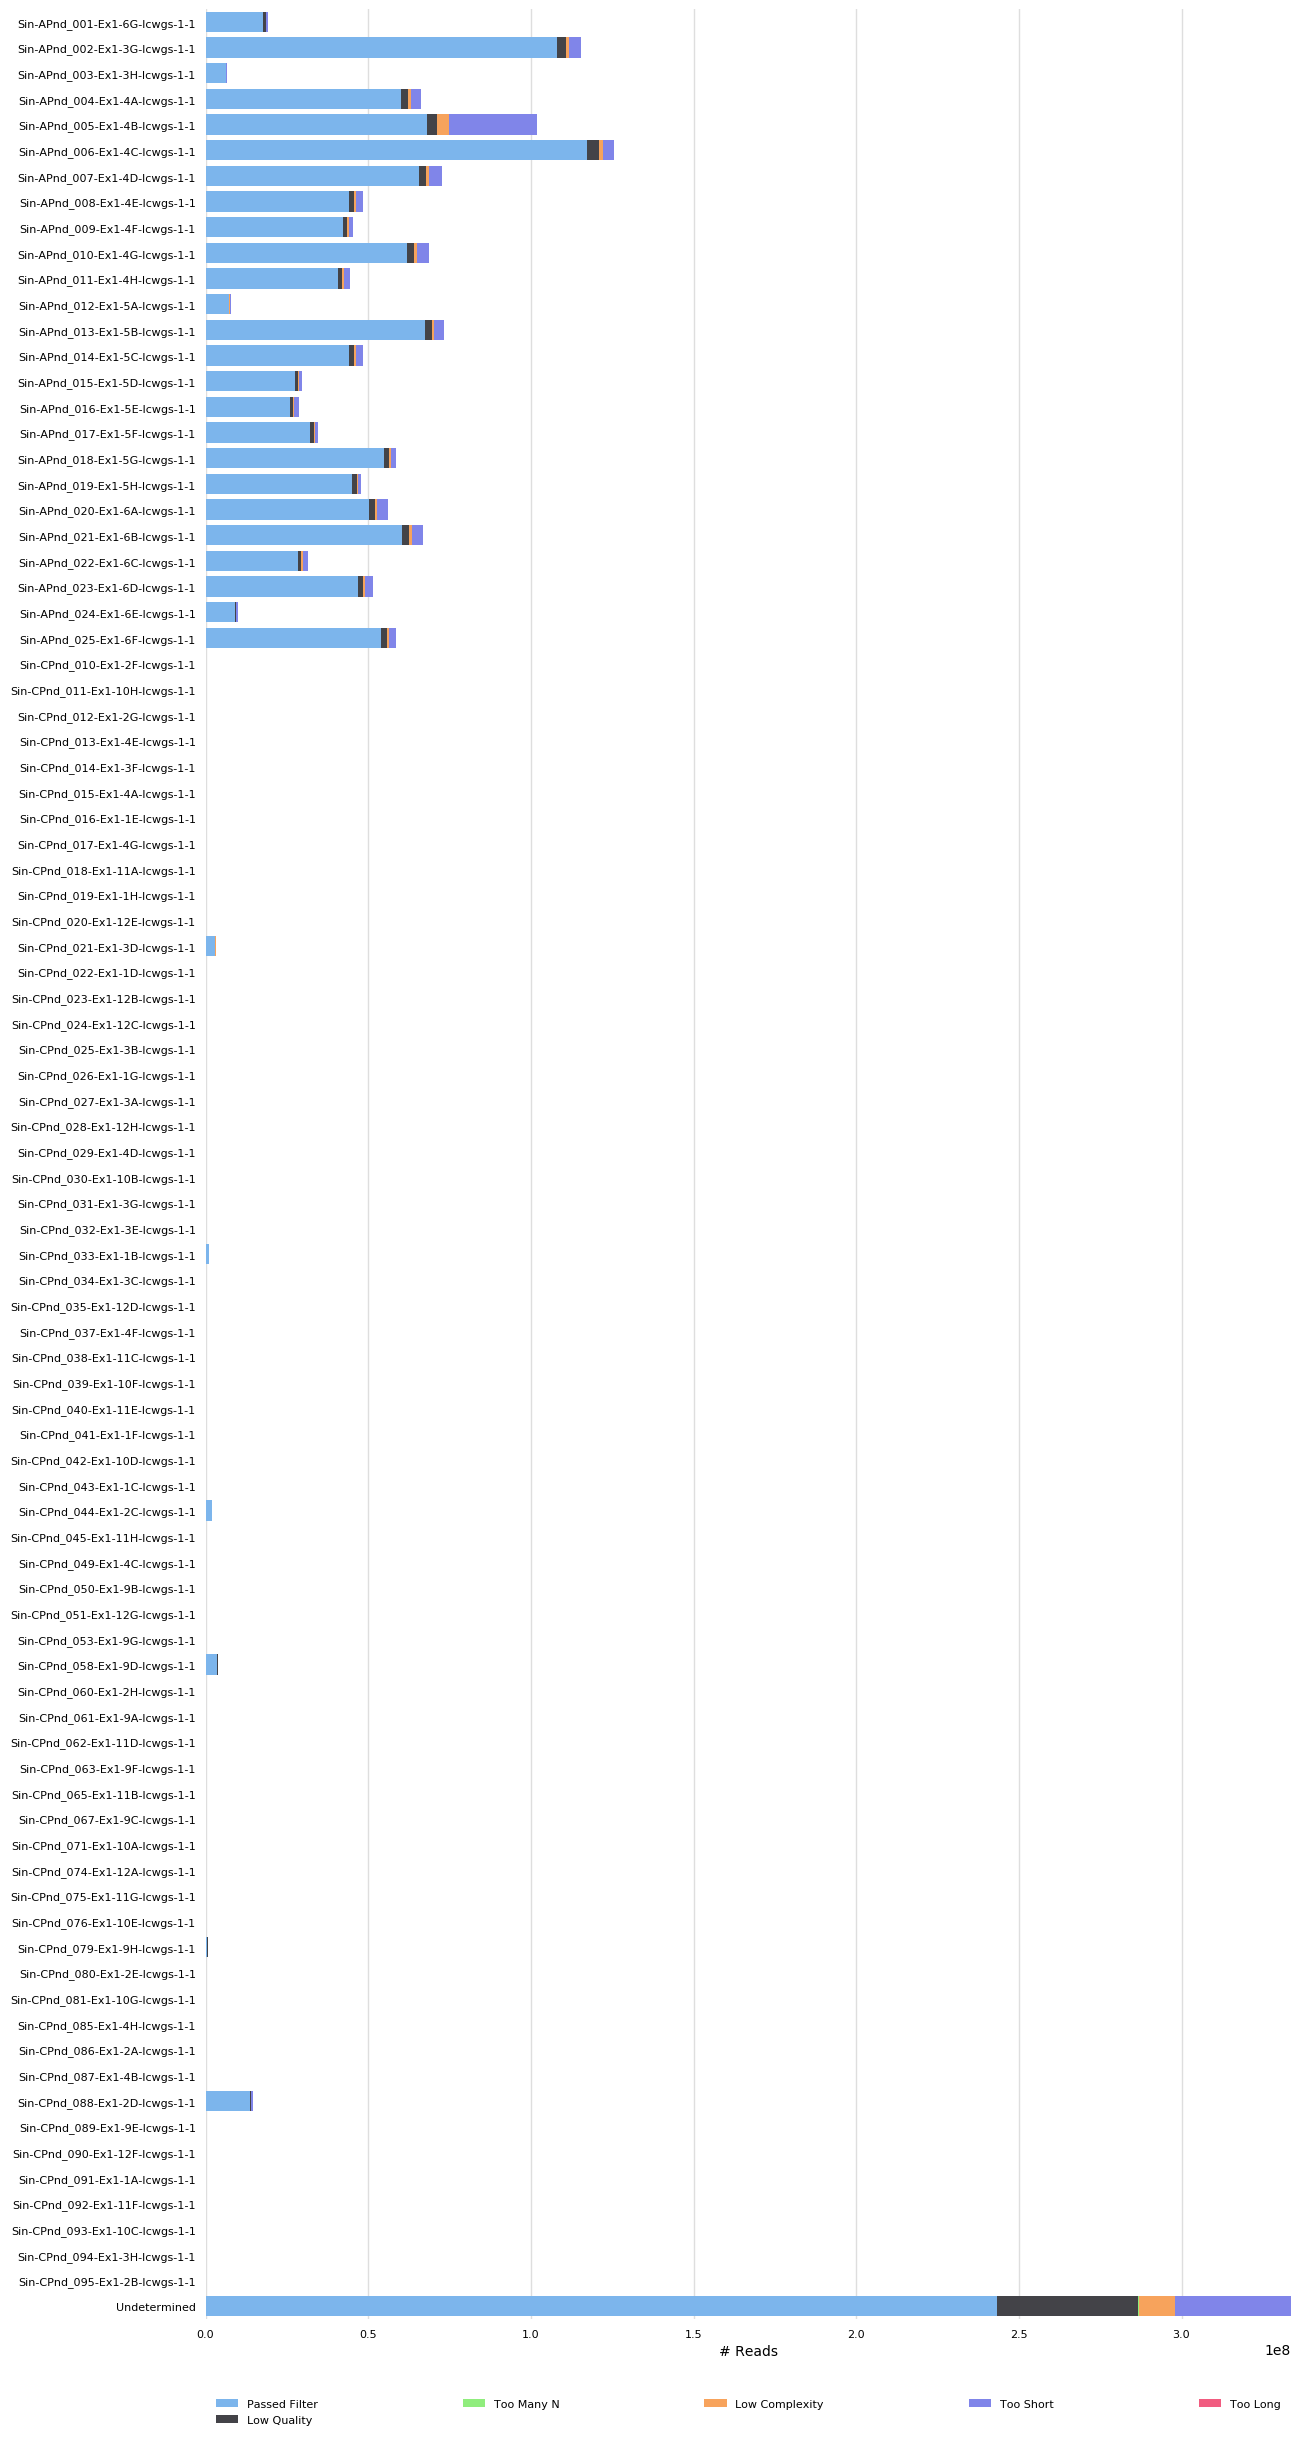 Sin-APnd_001-Ex1-6G-lcwgs-1-1
Sin-APnd_002-Ex1-3G-lcwgs-1-1
Sin-APnd_003-Ex1-3H-lcwgs-1-1
Sin-APnd_004-Ex1-4A-lcwgs-1-1
Sin-APnd_005-Ex1-4B-lcwgs-1-1
Sin-APnd_006-Ex1-4C-lcwgs-1-1
Sin-APnd_007-Ex1-4D-lcwgs-1-1
Sin-APnd_008-Ex1-4E-lcwgs-1-1
Sin-APnd_009-Ex1-4F-lcwgs-1-1
Sin-APnd_010-Ex1-4G-lcwgs-1-1
Sin-APnd_011-Ex1-4H-lcwgs-1-1
Sin-APnd_012-Ex1-5A-lcwgs-1-1
Sin-APnd_013-Ex1-5B-lcwgs-1-1
Sin-APnd_014-Ex1-5C-lcwgs-1-1
Sin-APnd_015-Ex1-5D-lcwgs-1-1
Sin-APnd_016-Ex1-5E-lcwgs-1-1
Sin-APnd_017-Ex1-5F-lcwgs-1-1
Sin-APnd_018-Ex1-5G-lcwgs-1-1
Sin-APnd_019-Ex1-5H-lcwgs-1-1
Sin-APnd_020-Ex1-6A-lcwgs-1-1
Sin-APnd_021-Ex1-6B-lcwgs-1-1
Sin-APnd_022-Ex1-6C-lcwgs-1-1
Sin-APnd_023-Ex1-6D-lcwgs-1-1
Sin-APnd_024-Ex1-6E-lcwgs-1-1
Sin-APnd_025-Ex1-6F-lcwgs-1-1
Sin-CPnd_010-Ex1-2F-lcwgs-1-1
Sin-CPnd_011-Ex1-10H-lcwgs-1-1
Sin-CPnd_012-Ex1-2G-lcwgs-1-1
Sin-CPnd_013-Ex1-4E-lcwgs-1-1
Sin-CPnd_014-Ex1-3F-lcwgs-1-1
Sin-CPnd_015-Ex1-4A-lcwgs-1-1
Sin-CPnd_016-Ex1-1E-lcwgs-1-1
Sin-CPnd_017-Ex1-4G-lcwgs-1-1
Sin-CPnd_018-Ex1-11A-lcwgs-1-1
Sin-CPnd_019-Ex1-1H-lcwgs-1-1
Sin-CPnd_020-Ex1-12E-lcwgs-1-1
Sin-CPnd_021-Ex1-3D-lcwgs-1-1
Sin-CPnd_022-Ex1-1D-lcwgs-1-1
Sin-CPnd_023-Ex1-12B-lcwgs-1-1
Sin-CPnd_024-Ex1-12C-lcwgs-1-1
Sin-CPnd_025-Ex1-3B-lcwgs-1-1
Sin-CPnd_026-Ex1-1G-lcwgs-1-1
Sin-CPnd_027-Ex1-3A-lcwgs-1-1
Sin-CPnd_028-Ex1-12H-lcwgs-1-1
Sin-CPnd_029-Ex1-4D-lcwgs-1-1
Sin-CPnd_030-Ex1-10B-lcwgs-1-1
Sin-CPnd_031-Ex1-3G-lcwgs-1-1
Sin-CPnd_032-Ex1-3E-lcwgs-1-1
Sin-CPnd_033-Ex1-1B-lcwgs-1-1
Sin-CPnd_034-Ex1-3C-lcwgs-1-1
Sin-CPnd_035-Ex1-12D-lcwgs-1-1
Sin-CPnd_037-Ex1-4F-lcwgs-1-1
Sin-CPnd_038-Ex1-11C-lcwgs-1-1
Sin-CPnd_039-Ex1-10F-lcwgs-1-1
Sin-CPnd_040-Ex1-11E-lcwgs-1-1
Sin-CPnd_041-Ex1-1F-lcwgs-1-1
Sin-CPnd_042-Ex1-10D-lcwgs-1-1
Sin-CPnd_043-Ex1-1C-lcwgs-1-1
Sin-CPnd_044-Ex1-2C-lcwgs-1-1
Sin-CPnd_045-Ex1-11H-lcwgs-1-1
Sin-CPnd_049-Ex1-4C-lcwgs-1-1
Sin-CPnd_050-Ex1-9B-lcwgs-1-1
Sin-CPnd_051-Ex1-12G-lcwgs-1-1
Sin-CPnd_053-Ex1-9G-lcwgs-1-1
Sin-CPnd_058-Ex1-9D-lcwgs-1-1
Sin-CPnd_060-Ex1-2H-lcwgs-1-1
Sin-CPnd_061-Ex1-9A-lcwgs-1-1
Sin-CPnd_062-Ex1-11D-lcwgs-1-1
Sin-CPnd_063-Ex1-9F-lcwgs-1-1
Sin-CPnd_065-Ex1-11B-lcwgs-1-1
Sin-CPnd_067-Ex1-9C-lcwgs-1-1
Sin-CPnd_071-Ex1-10A-lcwgs-1-1
Sin-CPnd_074-Ex1-12A-lcwgs-1-1
Sin-CPnd_075-Ex1-11G-lcwgs-1-1
Sin-CPnd_076-Ex1-10E-lcwgs-1-1
Sin-CPnd_079-Ex1-9H-lcwgs-1-1
Sin-CPnd_080-Ex1-2E-lcwgs-1-1
Sin-CPnd_081-Ex1-10G-lcwgs-1-1
Sin-CPnd_085-Ex1-4H-lcwgs-1-1
Sin-CPnd_086-Ex1-2A-lcwgs-1-1
Sin-CPnd_087-Ex1-4B-lcwgs-1-1
Sin-CPnd_088-Ex1-2D-lcwgs-1-1
Sin-CPnd_089-Ex1-9E-lcwgs-1-1
Sin-CPnd_090-Ex1-12F-lcwgs-1-1
Sin-CPnd_091-Ex1-1A-lcwgs-1-1
Sin-CPnd_092-Ex1-11F-lcwgs-1-1
Sin-CPnd_093-Ex1-10C-lcwgs-1-1
Sin-CPnd_094-Ex1-3H-lcwgs-1-1
Sin-CPnd_095-Ex1-2B-lcwgs-1-1
Undetermined
0.0 0.5 1.0 1.5 2.0 2.5 3.0
# Reads 1e8
Passed Filter Too Many N Low Complexity Too Short Too Long
Low Quality